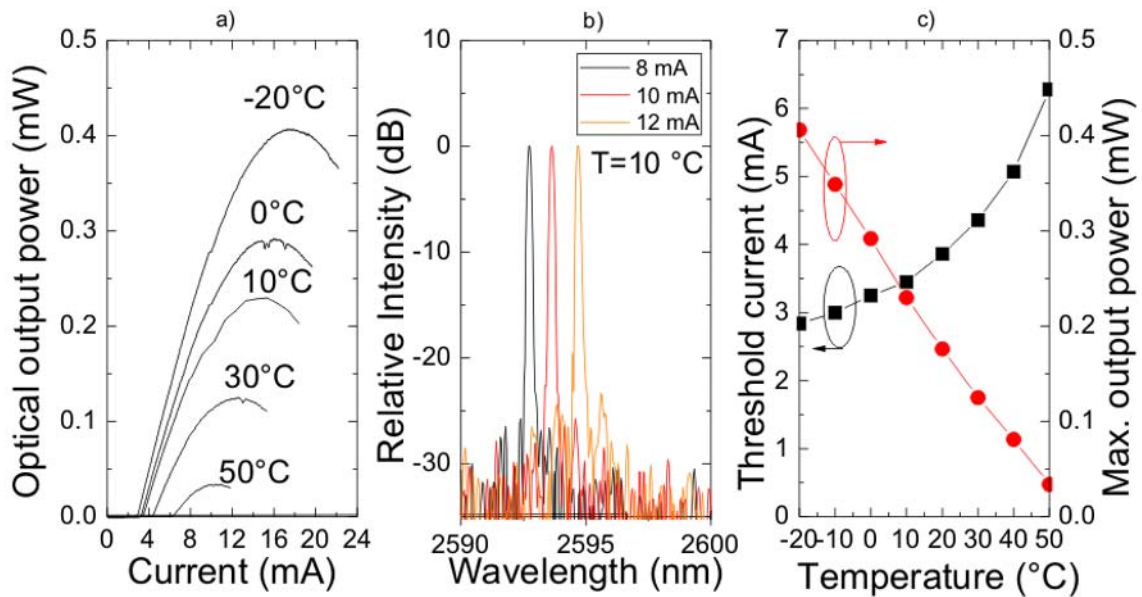 a)
0.5
0.4
0.3
0.2
0.1
0.0
Optical output power (mW)
-20°C
0°C
10°C
30°C
50°C
0 4 8 12 16 20 24
Current (mA)
b)
10
0
-10
-20
-30
Relative Intensity (dB)
8 mA
10 mA
12 mA
T=10 °C
2590 2595 2600
Wavelength (nm)
c)
7
6
5
4
3
2
1
0
Threshold current (mA)
0.5
0.4
0.3
0.2
0.1
0.0
Max. output power (mW)
-20 -10 0 10 20 30 40 50
Temperature (°C)